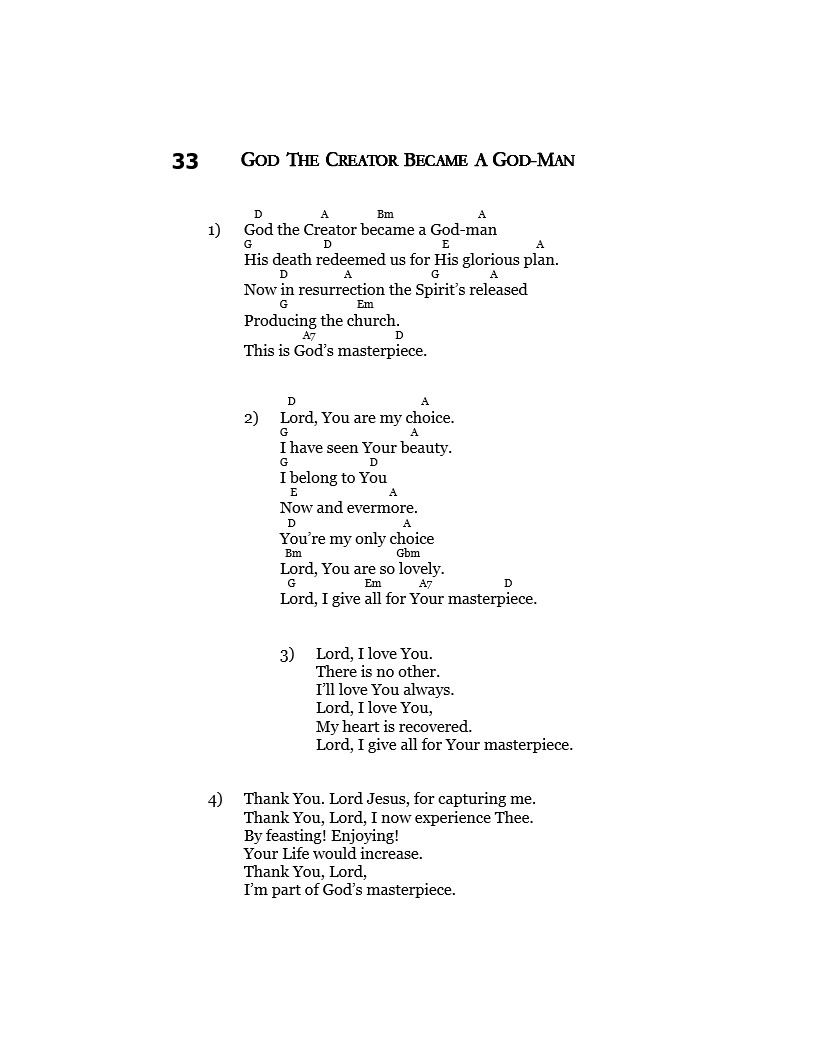 33 God The Creator Became A God-Man
D A Bm A
1) God the Creator became a God-man
G D E A
His death redeemed us for His glorious plan.
D A G A
Now in resurrection the Spirit’s released
G Em
Producing the church.
A7 D
This is God’s masterpiece.
D A
2) Lord, You are my choice.
G A
I have seen Your beauty.
G D
I belong to You
E A
Now and evermore.
D A
You’re my only choice
Bm Gbm
Lord, You are so lovely.
G Em A7 D
Lord, I give all for Your masterpiece.
3) Lord, I love You.
There is no other.
I’ll love You always.
Lord, I love You,
My heart is recovered.
Lord, I give all for Your masterpiece.
4) Thank You. Lord Jesus, for capturing me.
Thank You, Lord, I now experience Thee.
By feasting! Enjoying!
Your Life would increase.
Thank You, Lord,
I’m part of God’s masterpiece.